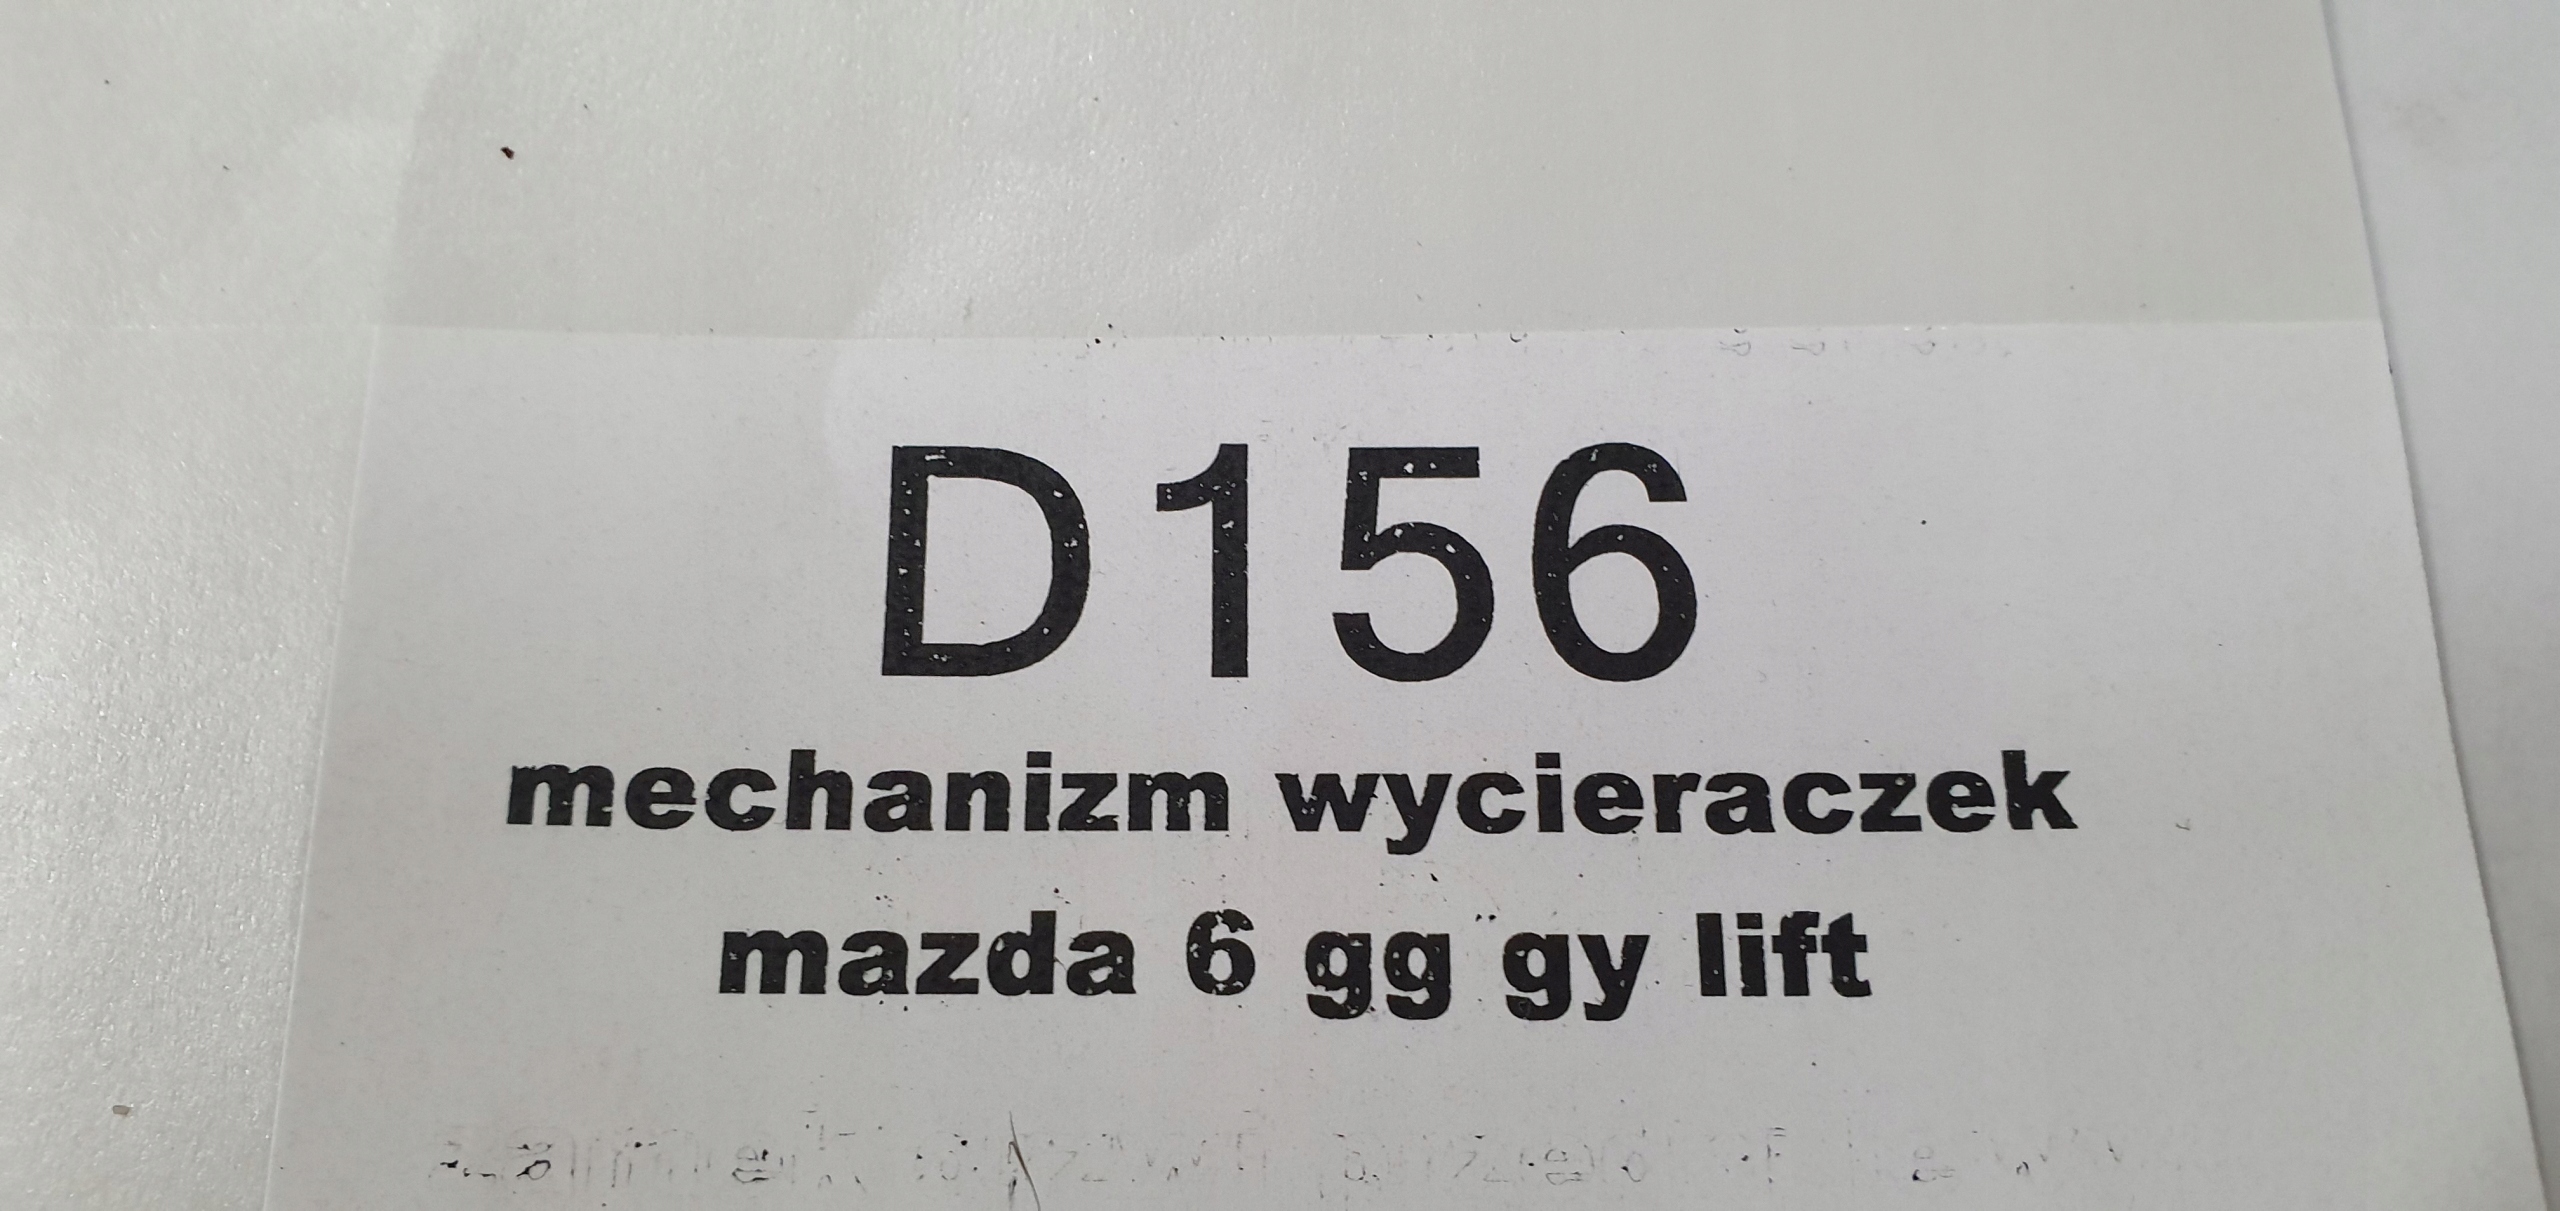 D156
mechanizm wycieraczek
mazda 6 gg gy lift